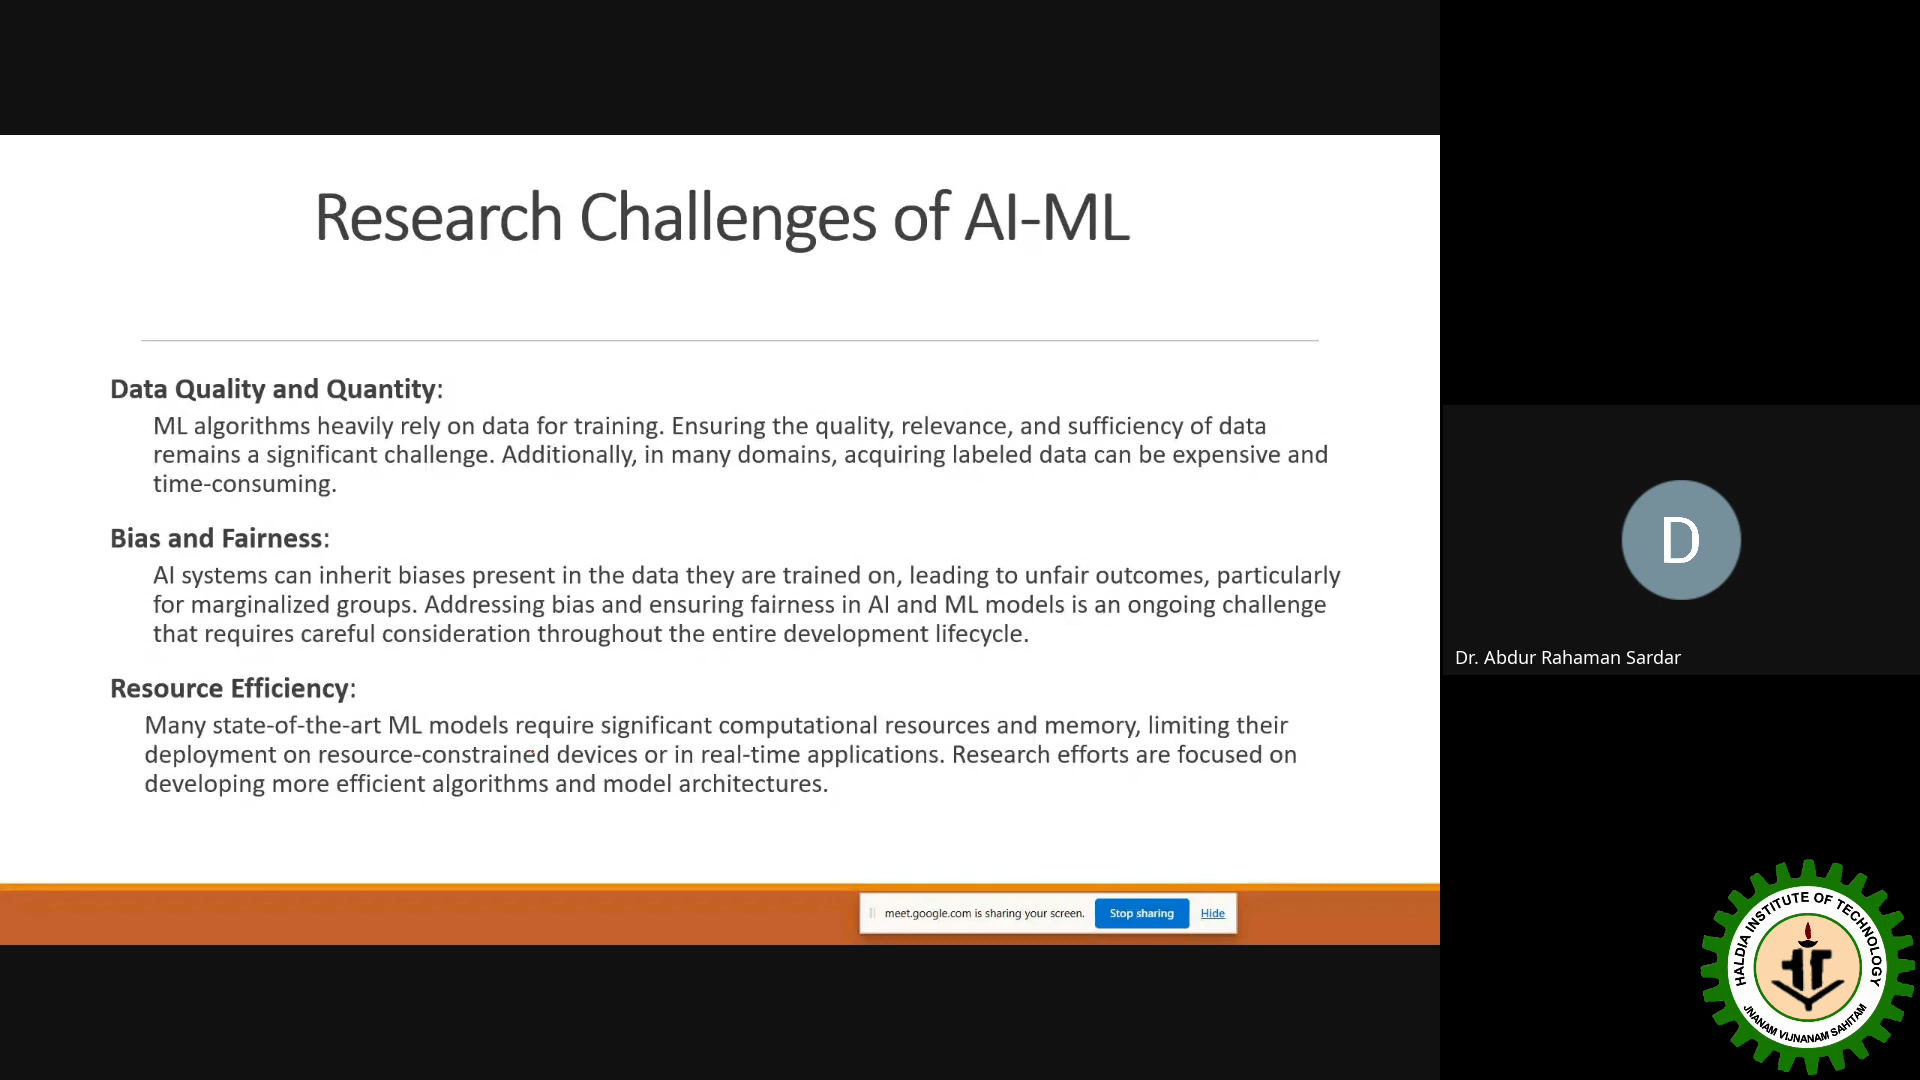 Research Challenges of AI-ML
Data Quality and Quantity:
ML algorithms heavily rely on data for training. Ensuring the quality, relevance, and sufficiency of data
remains a significant challenge. Additionally, in many domains, acquiring labeled data can be expensive and
time-consuming.
Bias and Fairness:
AI systems can inherit biases present in the data they are trained on, leading to unfair outcomes, particularly
for marginalized groups. Addressing bias and ensuring fairness in AI and ML models is an ongoing challenge
that requires careful consideration throughout the entire development lifecycle.
Resource Efficiency:
Many state-of-the-art ML models require significant computational resources and memory, limiting their
deployment on resource-constrained devices or in real-time applications. Research efforts are focused on
developing more efficient algorithms and model architectures.
meet.google.com is sharing your screen. Stop sharing Hide
D
Dr. Abdur Rahaman Sardar
HALDIA INSTITUTE OF TECHNOLOGY
JNANAM VIJNANAM SAHITAM